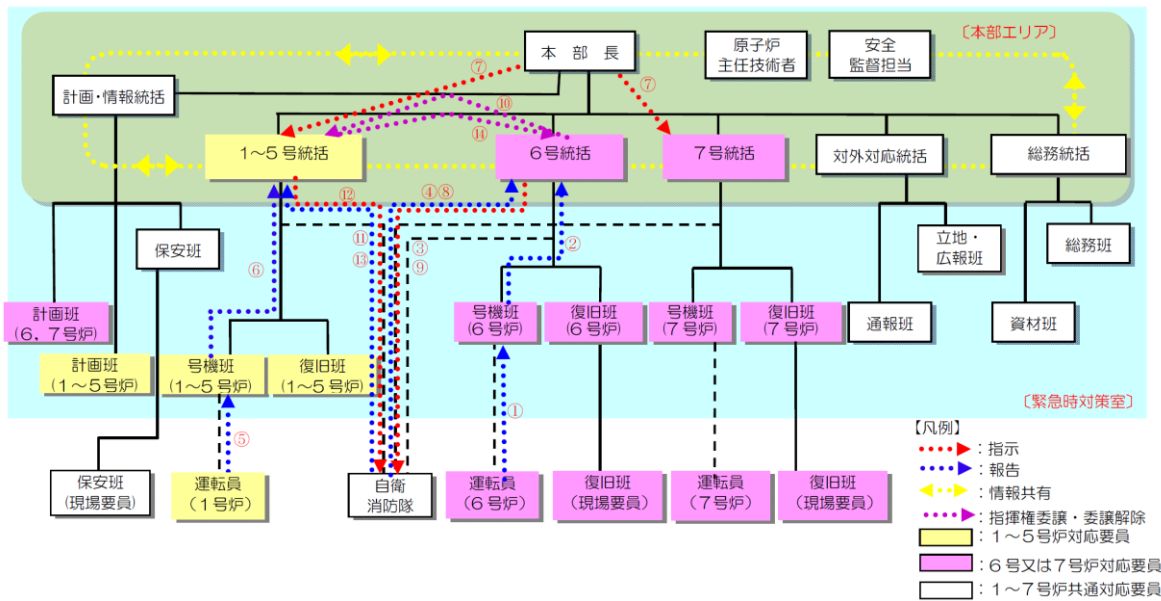 〔本部エリア〕
本　部　長
原子炉
主任技術者
安全
監督担当
⑦
⑦
計画・情報統括
⑩
⑭
1～5号統括
6号統括
7号統括
対外対応統括
総務統括
⑫
④⑧
⑪
⑬
③
⑨
②
⑥
保安班
立地・
広報班
総務班
計画班
(6，7号炉)
号機班
(6号炉)
復旧班
(6号炉)
号機班
(7号炉)
復旧班
(7号炉)
通報班
資材班
計画班
(1～5号炉)
号機班
(1～5号炉)
復旧班
(1～5号炉)
〔緊急時対策室〕
⑤
①
保安班
(現場要員)
運転員
(1号炉)
自衛
消防隊
運転員
(6号炉)
復旧班
(現場要員)
運転員
(7号炉)
復旧班
(現場要員)
【凡例】
：指示
：報告
：情報共有
：指揮権委譲・委譲解除
：1～5号炉対応要員
：6号又は7号炉対応要員
：1～7号炉共通対応要員